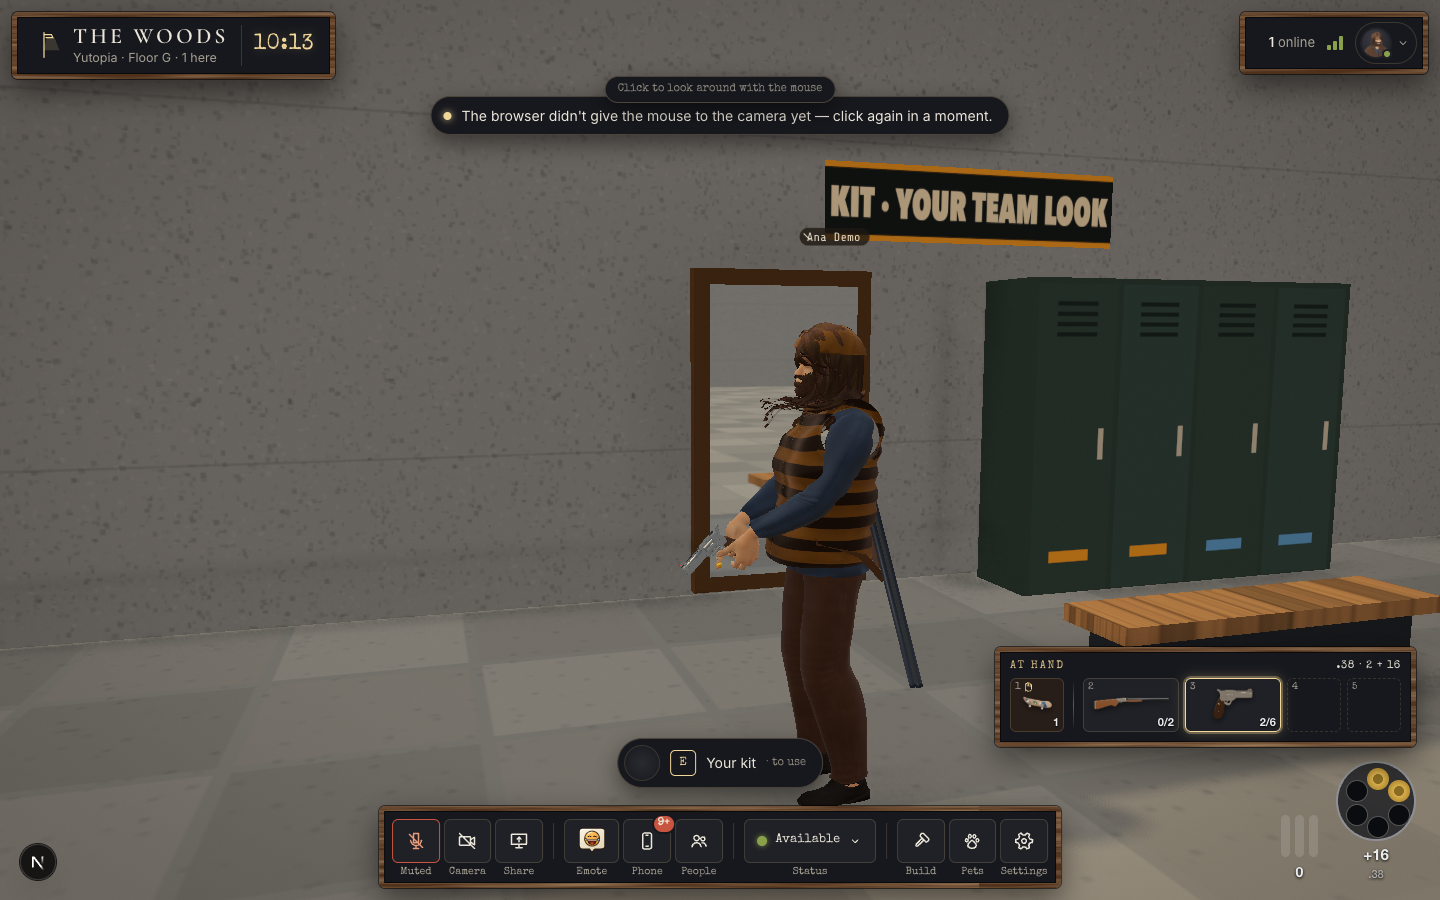 THE WOODS
Yutopia · Floor G · 1 here
10:13
1 online
Click to look around with the mouse
The browser didn't give the mouse to the camera yet — click again in a moment.
KIT • YOUR TEAM LOOK
Ana Demo
AT HAND
.38 · 2 + 16
1
1
2
0/2
3
2/6
4
5
E
Your kit · to use
9+
Available
Muted
Camera
Share
Emote
Phone
People
Status
Build
Pets
Settings
N
0
+16
.38